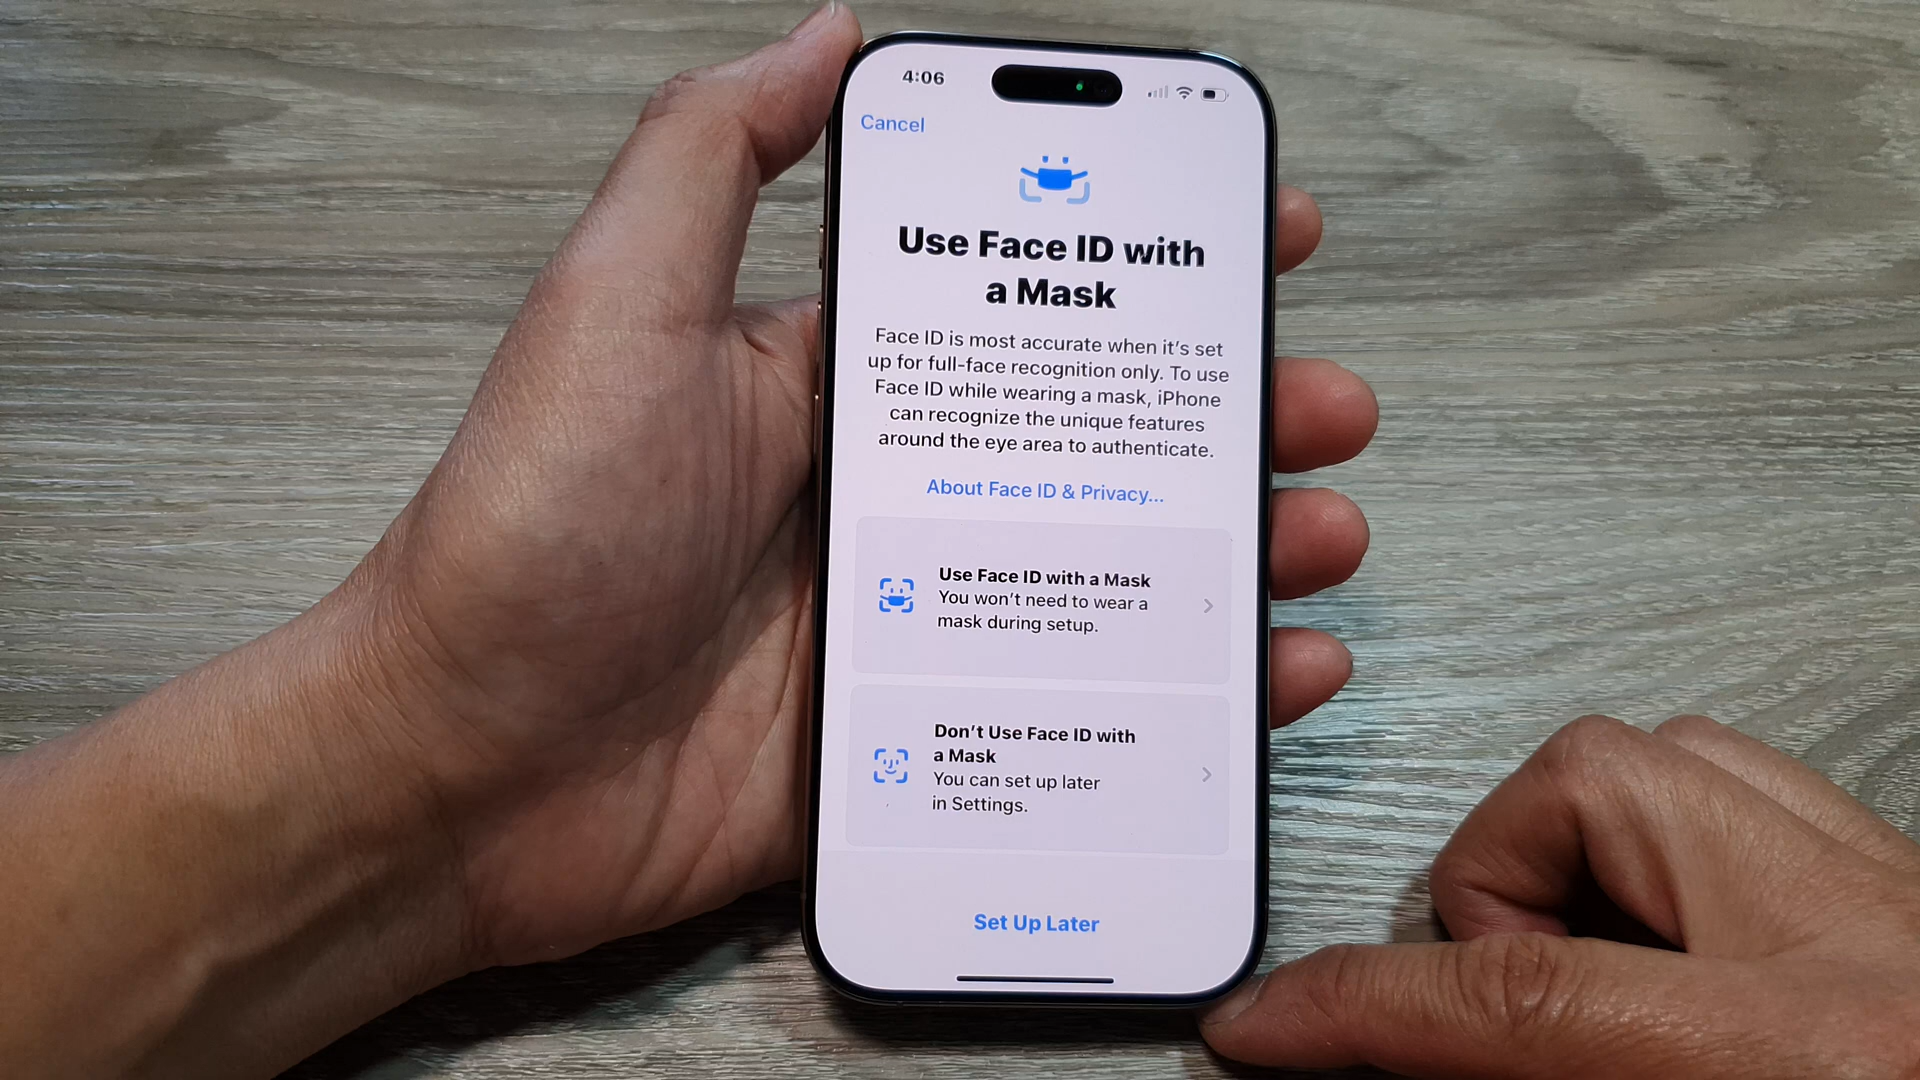 4:06
Cancel
Use Face ID with
a Mask
Face ID is most accurate when it's set
up for full-face recognition only. To use
Face ID while wearing a mask, iPhone
can recognize the unique features
around the eye area to authenticate.
About Face ID & Privacy...
Use Face ID with a Mask
You won't need to wear a
mask during setup.
Don't Use Face ID with
a Mask
You can set up later
in Settings.
Set Up Later